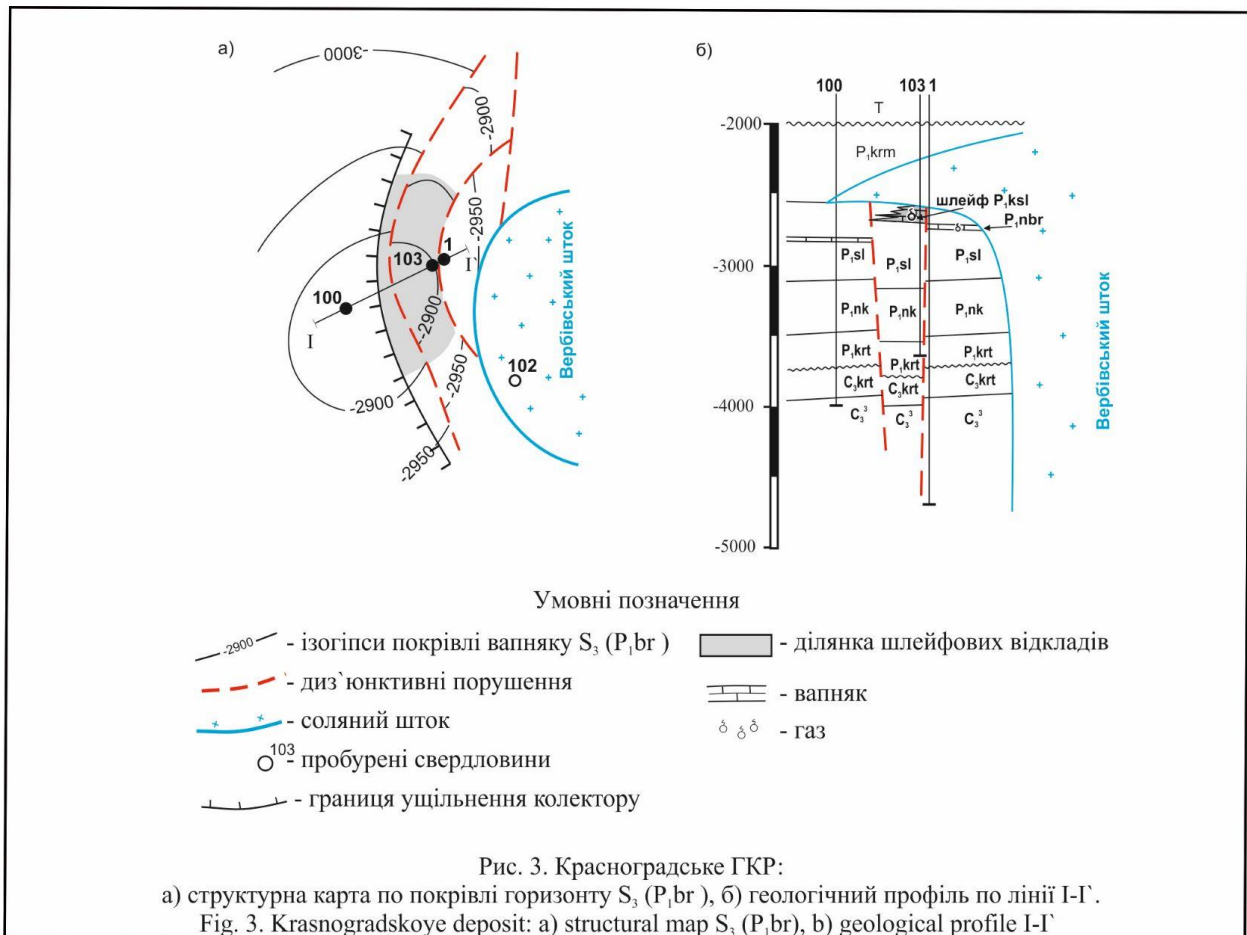 а)
-3000
-2900
-2900
-2950
1
103
I`
100
I
-2900
-2900
-2950
-2950
102
Вербівський шток
б)
100
103 1
T
-2000
P₁krm
шлейф P₁ksl
P₁nbr
-3000
P₁sl
P₁sl
P₁sl
P₁nk
P₁nk
P₁nk
P₁krt
P₁krt
P₁krt
C₃krt
C₃krt
C₃krt
-4000
C₃³
C₃³
C₃³
-5000
Вербівський шток
Умовні позначення
-2900 - ізогіпси покрівлі вапняку S₃ (P₁br )
- диз`юнктивні порушення
- соляний шток
103 - пробурені свердловини
- границя ущільнення колектору
- ділянка шлейфових відкладів
- вапняк
- газ
Рис. 3. Красноградське ГКР:
а) структурна карта по покрівлі горизонту S₃ (P₁br ), б) геологічний профіль по лінії I-I`.
Fig. 3. Krasnogradskoye deposit: a) structural map S₃ (P₁br), b) geological profile I-I`